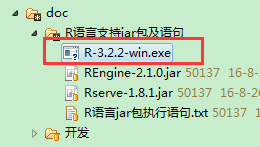 doc
R语言支持jar包及语句
R-3.2.2-win.exe
REngine-2.1.0.jar 50137 16-8-
Rserve-1.8.1.jar 50137 16-8-2
R语言jar包执行语句.txt 50137
开发